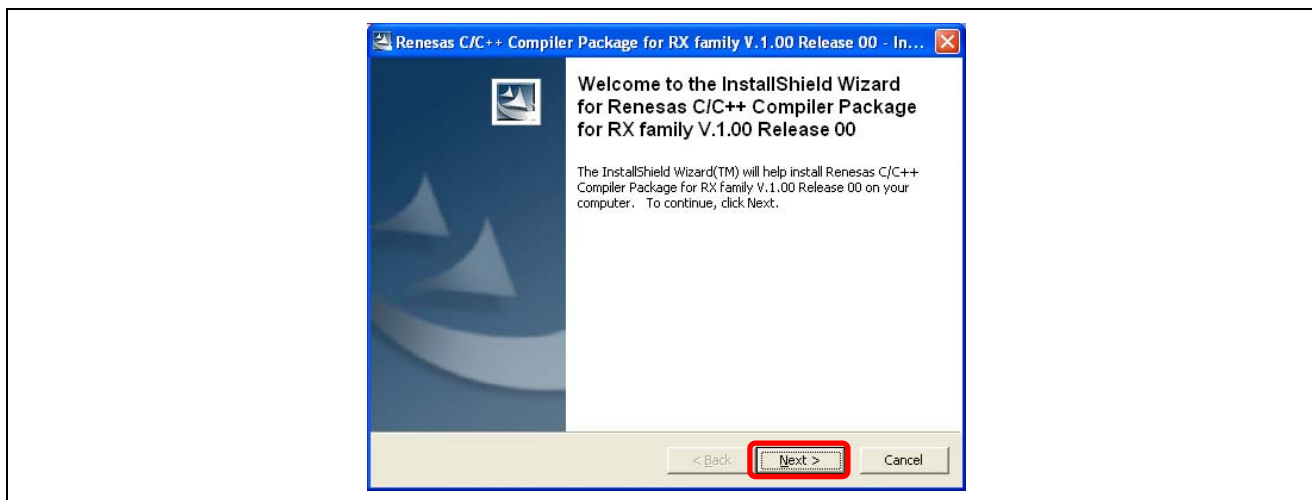 Renesas C/C++ Compiler Package for RX family V.1.00 Release 00 - In...
Welcome to the InstallShield Wizard
for Renesas C/C++ Compiler Package
for RX family V.1.00 Release 00
The InstallShield Wizard(TM) will help install Renesas C/C++
Compiler Package for RX family V.1.00 Release 00 on your
computer. To continue, click Next.
< Back Next > Cancel